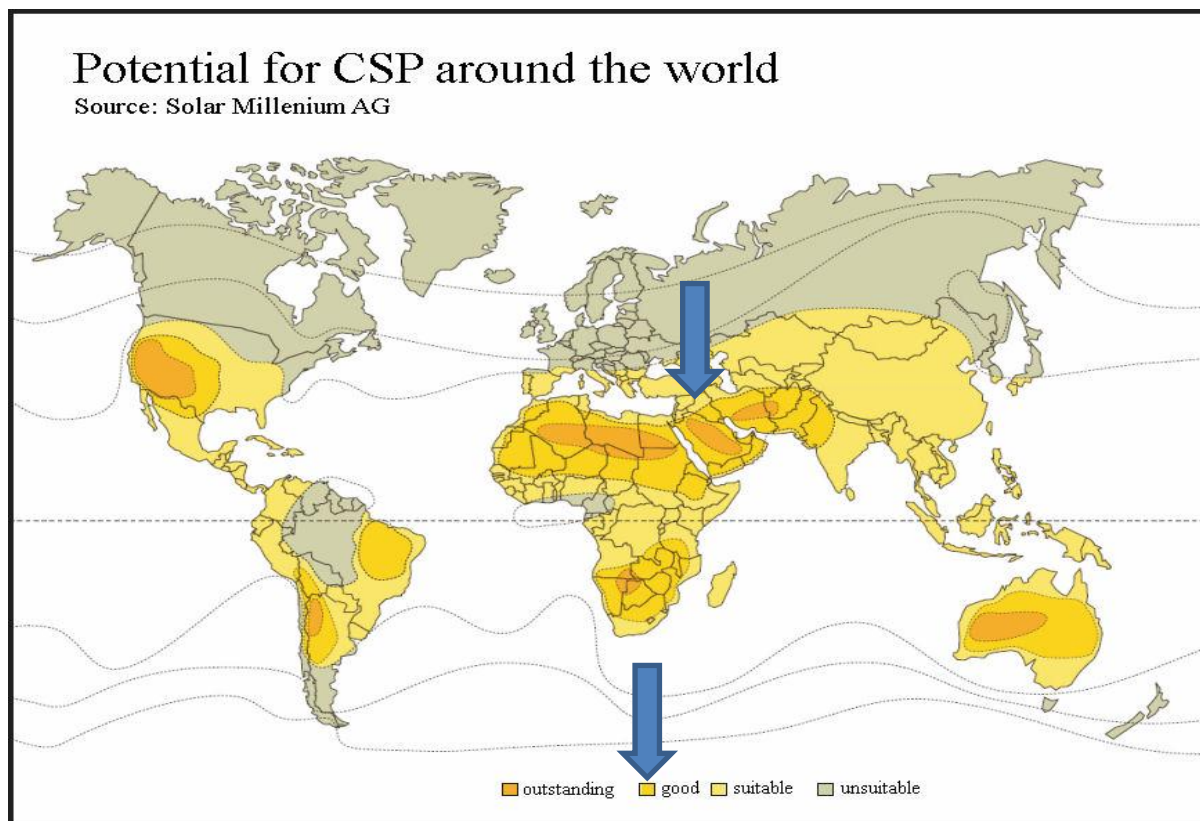 Potential for CSP around the world
Source: Solar Millenium AG
outstanding good suitable unsuitable